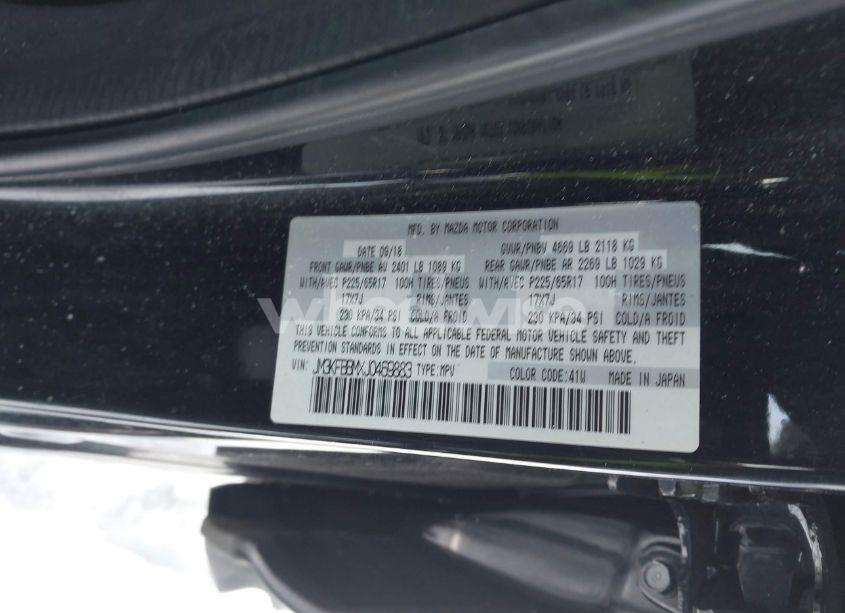 MFD. BY MAZDA MOTOR CORPORATION
DATE 09/18 GVWR/PNBV 4669 LB 2118 KG
FRONT GAWR/PNBE AV 2401 LB 1089 KG REAR GAWR/PNBE AR 2269 LB 1029 KG
WITH/AVEC P225/65R17 100H TIRES/PNEUS WITH/AVEC P225/65R17 100H TIRES/PNEUS
17X7J RIMS/JANTES 17X7J RIMS/JANTES
230 KPA/34 PSI COLD/A FROID 230 KPA/34 PSI COLD/A FROID
THIS VEHICLE CONFORMS TO ALL APPLICABLE FEDERAL MOTOR VEHICLE SAFETY AND THEFT
PREVENTION STANDARDS IN EFFECT ON THE DATE OF MANUFACTURE SHOWN ABOVE.
VIN: JM3KFBBMXJ0469883 TYPE:MPV COLOR CODE:41W MADE IN JAPAN